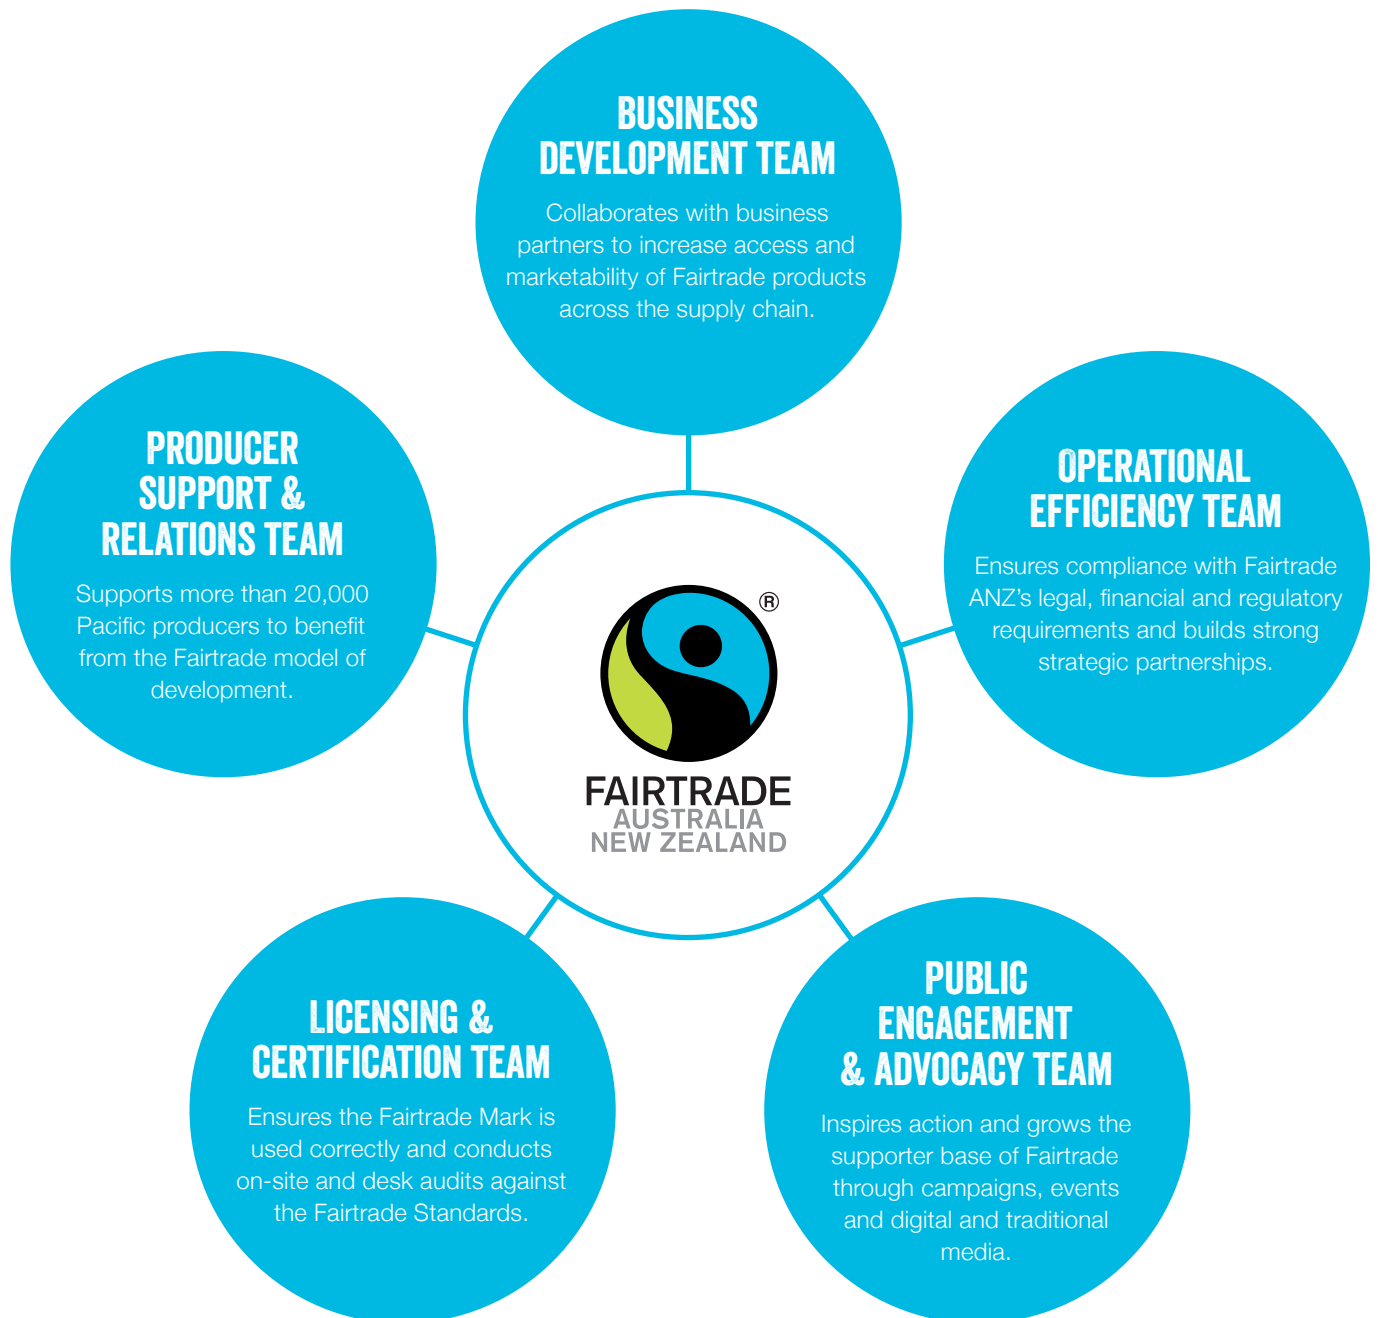 BUSINESS
DEVELOPMENT TEAM
Collaborates with business
partners to increase access and
marketability of Fairtrade products
across the supply chain.
PRODUCER
SUPPORT &
RELATIONS TEAM
Supports more than 20,000
Pacific producers to benefit
from the Fairtrade model of
development.
OPERATIONAL
EFFICIENCY TEAM
Ensures compliance with Fairtrade
ANZ’s legal, financial and regulatory
requirements and builds strong
strategic partnerships.
®
FAIRTRADE
AUSTRALIA
NEW ZEALAND
LICENSING &
CERTIFICATION TEAM
Ensures the Fairtrade Mark is
used correctly and conducts
on-site and desk audits against
the Fairtrade Standards.
PUBLIC
ENGAGEMENT
& ADVOCACY TEAM
Inspires action and grows the
supporter base of Fairtrade
through campaigns, events
and digital and traditional
media.